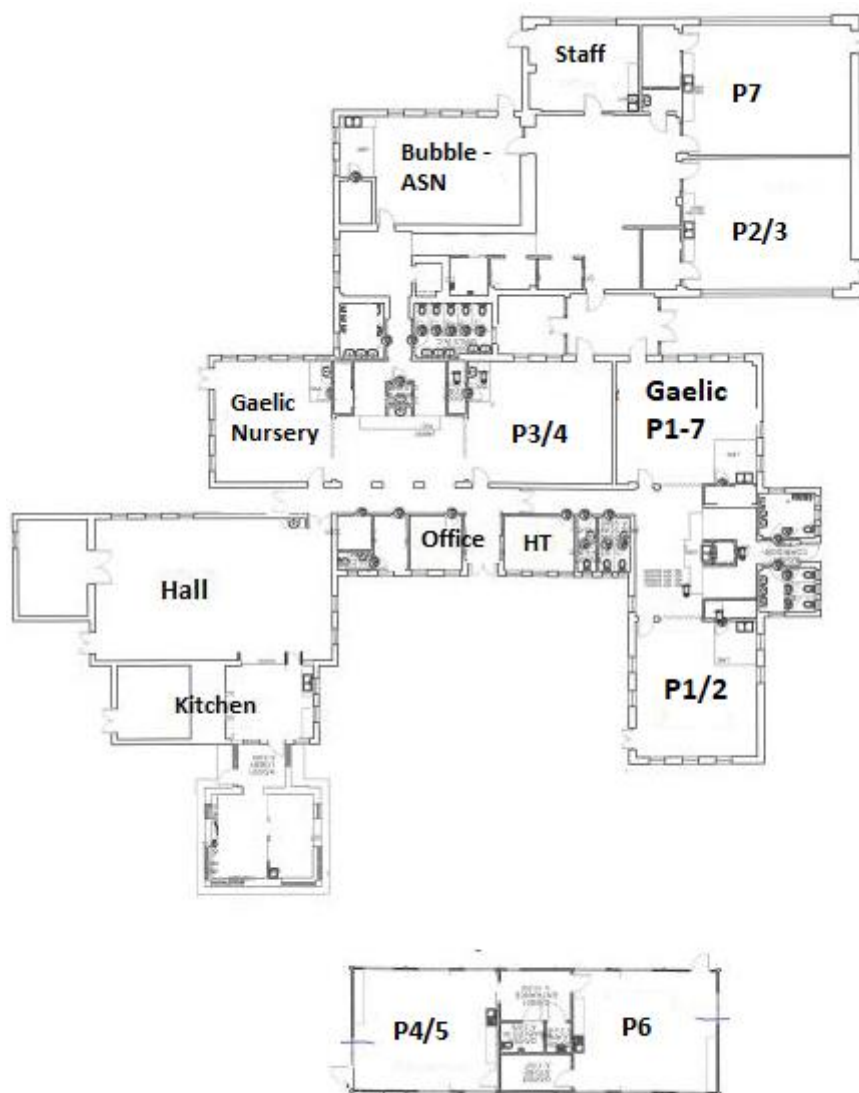 Staff
P7
Bubble -
ASN
P2/3
Gaelic
Nursery
P3/4
Gaelic
P1-7
Office
HT
Hall
Kitchen
P1/2
P4/5
P6